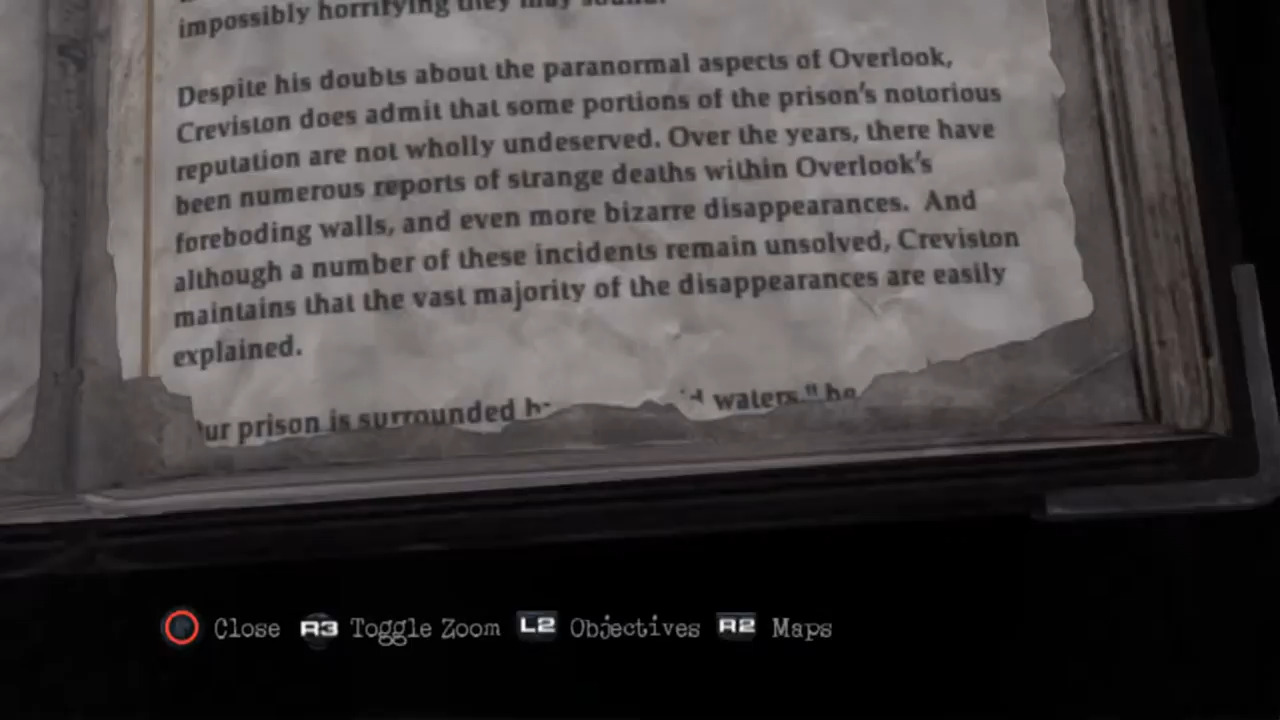 impossibly horrifying they may sound.
Despite his doubts about the paranormal aspects of Overlook,
Creviston does admit that some portions of the prison's notorious
reputation are not wholly undeserved. Over the years, there have
been numerous reports of strange deaths within Overlook's
foreboding walls, and even more bizarre disappearances. And
although a number of these incidents remain unsolved, Creviston
maintains that the vast majority of the disappearances are easily
explained.
prison is surrounded waters," he
Close R3 Toggle Zoom L2 Objectives R2 Maps